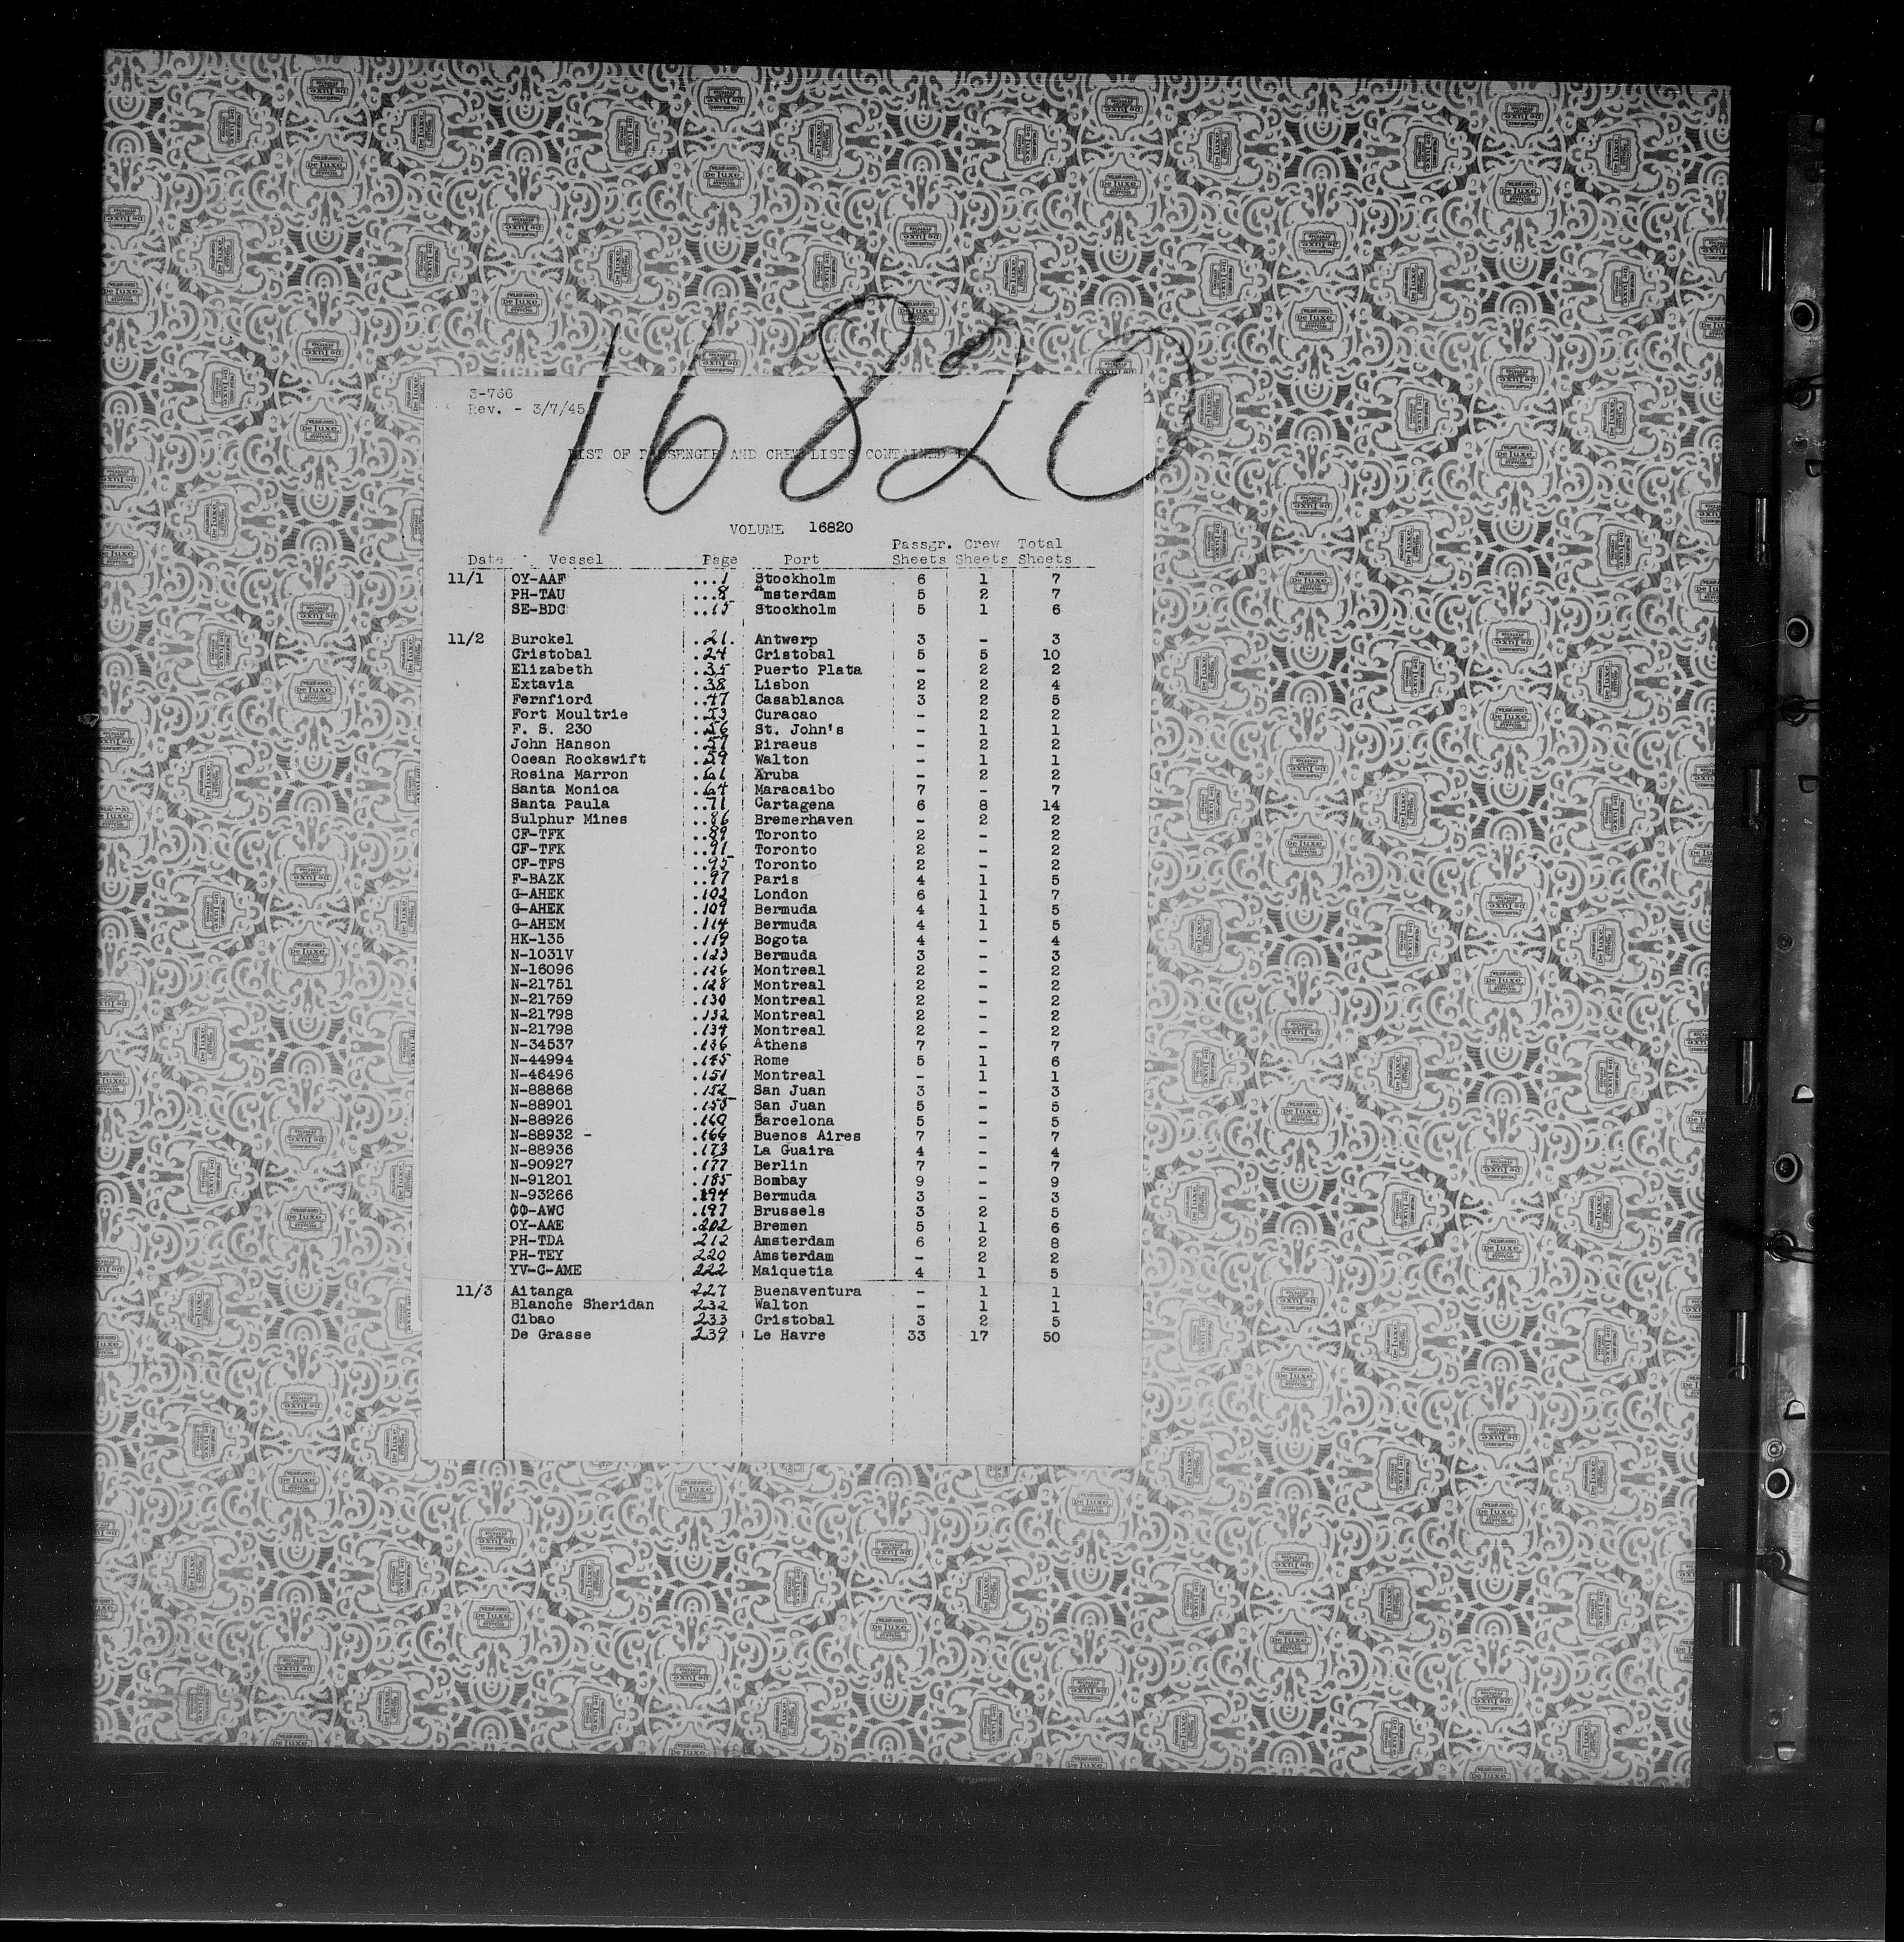 16820
3-766
Rev. - 3/7/45
LIST OF PASSENGER AND CREW LISTS CONTAINED
VOLUME 16820
Passgr. Crew Total
Date Vessel Page Port Sheets Sheets Sheets
11/1 OY-AAF ...1 Stockholm 6 1 7
PH-TAU ...8 Amsterdam 5 2 7
SE-BDC ..15 Stockholm 5 1 6
11/2 Burckel .21. Antwerp 3 - 3
Cristobal .24 Cristobal 5 5 10
Elizabeth ..35 Puerto Plata - 2 2
Extavia ..38 Lisbon 2 2 4
Fernfiord ..47 Casablanca 3 2 5
Fort Moultrie ..53 Curacao - 2 2
F. S. 230 ..56 St. John's - 1 1
John Hanson ..57 Piraeus - 2 2
Ocean Rockswift ..59 Walton - 1 1
Rosina Marron ..61 Aruba - 2 2
Santa Monica ..64 Maracaibo 7 - 7
Santa Paula ..71 Cartagena 6 8 14
Sulphur Mines ..86 Bremerhaven - 2 2
CF-TFK ..89 Toronto 2 - 2
CF-TFK ..91 Toronto 2 - 2
CF-TFS ..95 Toronto 2 - 2
F-BAZK ..97 Paris 4 1 5
G-AHEK .102 London 6 1 7
G-AHEK .109 Bermuda 4 1 5
G-AHEM .114 Bermuda 4 1 5
HK-135 .119 Bogota 4 - 4
N-1031V .123 Bermuda 3 - 3
N-16096 .126 Montreal 2 - 2
N-21751 .128 Montreal 2 - 2
N-21759 .130 Montreal 2 - 2
N-21798 .132 Montreal 2 - 2
N-21798 .134 Montreal 2 - 2
N-34537 .136 Athens 7 - 7
N-44994 .145 Rome 5 1 6
N-46496 .151 Montreal - 1 1
N-88868 .152 San Juan 3 - 3
N-88901 .155 San Juan 5 - 5
N-88926 .160 Barcelona 5 - 5
N-88932 - .166 Buenos Aires 7 - 7
N-88936 .173 La Guaira 4 - 4
N-90927 .177 Berlin 7 - 7
N-91201 .185 Bombay 9 - 9
N-93266 .194 Bermuda 3 - 3
OO-AWC .197 Brussels 3 2 5
OY-AAE .202 Bremen 5 1 6
PH-TDA 212 Amsterdam 6 2 8
PH-TEY 220 Amsterdam - 2 2
YV-C-AME 222 Maiquetia 4 1 5
11/3 Aitanga 227 Buenaventura - 1 1
Blanche Sheridan 232 Walton - 1 1
Cibao 233 Cristobal 3 2 5
De Grasse 239 Le Havre 33 17 50